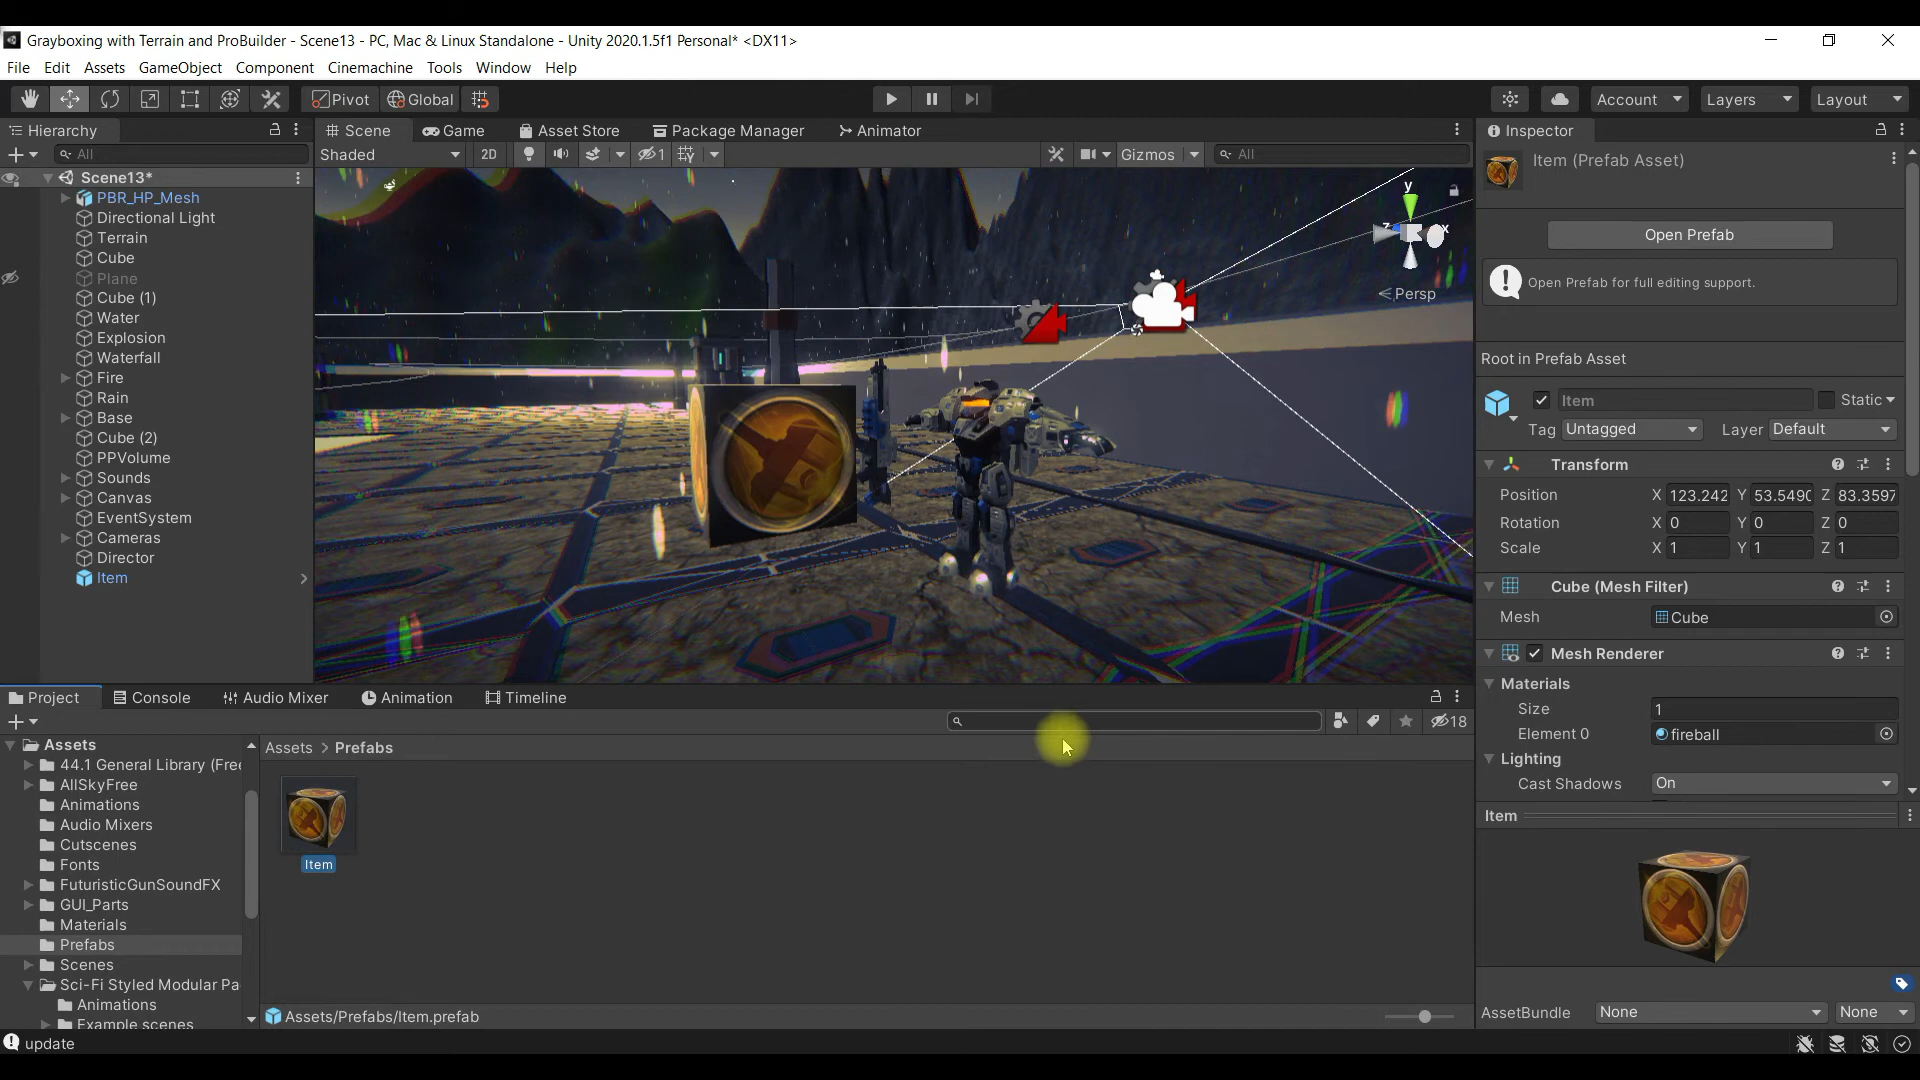 Grayboxing with Terrain and ProBuilder - Scene13 - PC, Mac & Linux Standalone - Unity 2020.1.5f1 Personal* <DX11>
File Edit Assets GameObject Component Cinemachine Tools Window Help
Pivot Global Account Layers Layout
Hierarchy
All
Scene13*
PBR_HP_Mesh
Directional Light
Terrain
Cube
Plane
Cube (1)
Water
Explosion
Waterfall
Fire
Rain
Base
Cube (2)
PPVolume
Sounds
Canvas
EventSystem
Cameras
Director
Item
Scene Game Asset Store Package Manager Animator
Shaded 2D 1 Gizmos All
y
z x
Persp
Inspector
Item (Prefab Asset)
Open Prefab
Open Prefab for full editing support.
Root in Prefab Asset
Item Static
Tag Untagged Layer Default
Transform
Position X 123.242 Y 53.549 Z 83.3597
Rotation X 0 Y 0 Z 0
Scale X 1 Y 1 Z 1
Cube (Mesh Filter)
Mesh Cube
Mesh Renderer
Materials
Size 1
Element 0 fireball
Lighting
Cast Shadows On
Item
AssetBundle None None
Project Console Audio Mixer Animation Timeline
18
Assets
44.1 General Library (Fre
AllSkyFree
Animations
Audio Mixers
Cutscenes
Fonts
FuturisticGunSoundFX
GUI_Parts
Materials
Prefabs
Scenes
Sci-Fi Styled Modular Pa
Animations
Example scenes
Assets > Prefabs
Item
Assets/Prefabs/Item.prefab
update